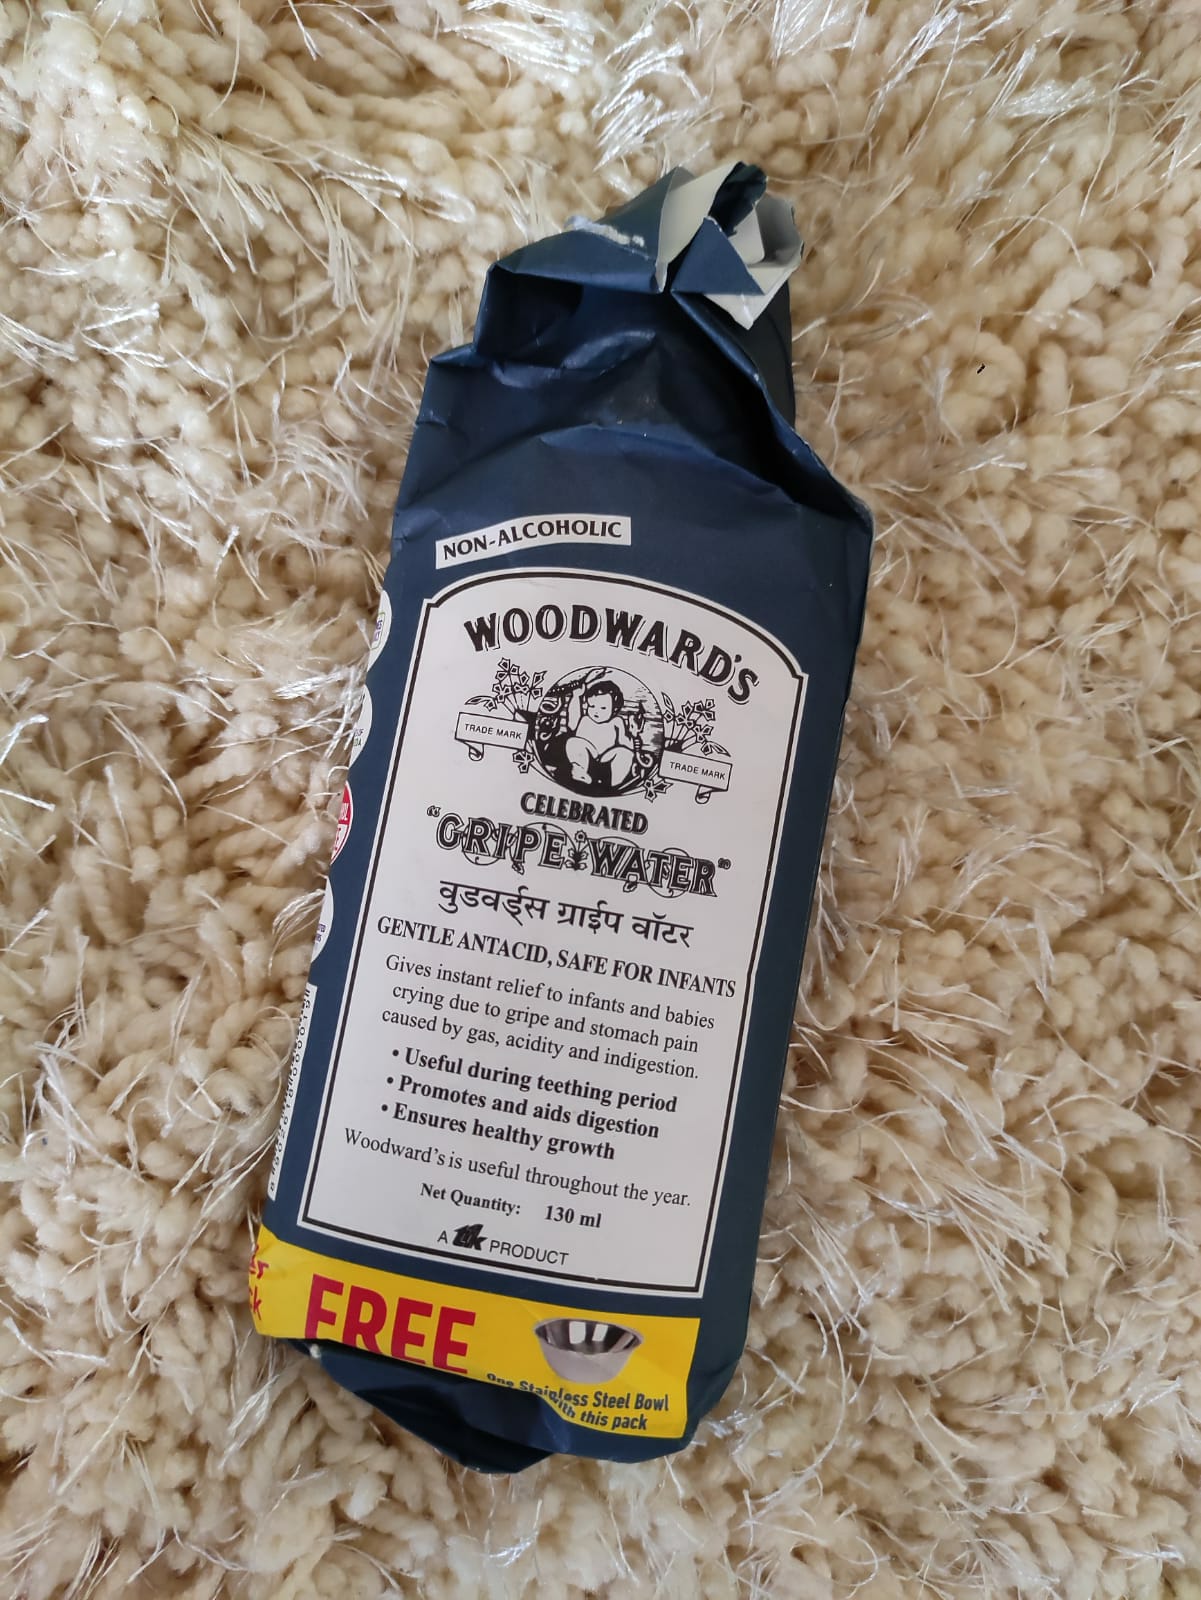 NON-ALCOHOLIC
WOODWARD'S
TRADE MARK
TRADE MARK
CELEBRATED
"GRIPE WATER"
वुडवर्ड्स ग्राईप वॉटर
GENTLE ANTACID, SAFE FOR INFANTS
Gives instant relief to infants and babies
crying due to gripe and stomach pain
caused by gas, acidity and indigestion.
• Useful during teething period
• Promotes and aids digestion
• Ensures healthy growth
Woodward's is useful throughout the year.
Net Quantity: 130 ml
A ttk PRODUCT
FREE
One Stainless Steel Bowl
with this pack